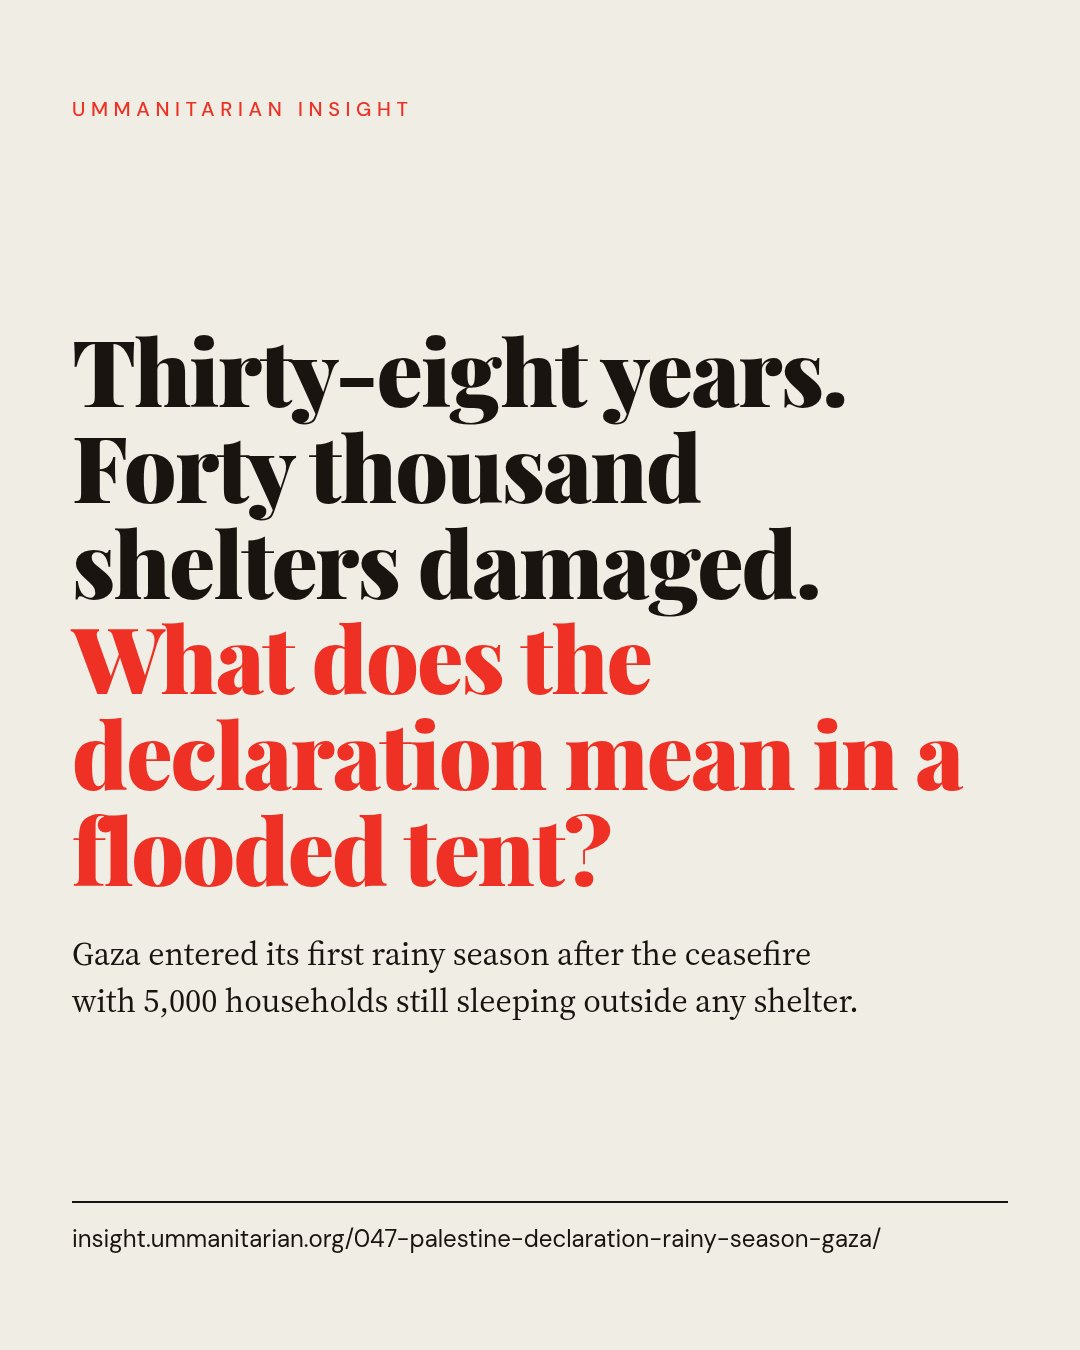 UMMANITARIAN INSIGHT
Thirty-eight years.
Forty thousand
shelters damaged.
What does the
declaration mean in a
flooded tent?
Gaza entered its first rainy season after the ceasefire
with 5,000 households still sleeping outside any shelter.
insight.ummanitarian.org/047-palestine-declaration-rainy-season-gaza/